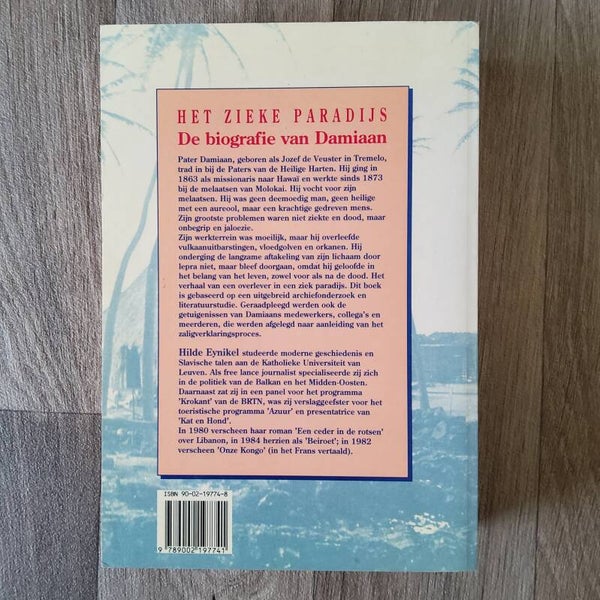 HET ZIEKE PARADIJS
De biografie van Damiaan
Pater Damiaan, geboren als Jozef de Veuster in Tremelo,
trad in bij de Paters van de Heilige Harten. Hij ging in
1863 als missionaris naar Hawaï en werkte sinds 1873
bij de melaatsen van Molokai. Hij vocht voor zijn
melaatsen. Hij was geen deemoedig man, geen heilige
met een aureool, maar een krachtige gedreven mens.
Zijn grootste problemen waren niet ziekte en dood, maar
onbegrip en jaloezie.
Zijn werkterrein was moeilijk, maar hij overleefde
vulkaanuitbarstingen, vloedgolven en orkanen. Hij
onderging de langzame aftakeling van zijn lichaam door
lepra niet, maar bleef doorgaan, omdat hij geloofde in
het belang van het leven, zowel voor als na de dood. Het
verhaal van een overlever in een ziek paradijs. Dit boek
is gebaseerd op een uitgebreid archiefonderzoek en
literatuurstudie. Geraadpleegd werden ook de
getuigenissen van Damiaans medewerkers, collega's en
meerderen, die werden afgelegd naar aanleiding van het
zaligverklaringsproces.
Hilde Eynikel studeerde moderne geschiedenis en
Slavische talen aan de Katholieke Universiteit van
Leuven. Als free lance journalist specialiseerde zij zich
in de politiek van de Balkan en het Midden-Oosten.
Daarnaast zat zij in een panel voor het programma
'Krokant' van de BRTN, was zij verslaggeefster voor het
toeristische programma 'Azuur' en presentatrice van
'Kat en Hond'.
In 1980 verscheen haar roman 'Een ceder in de rotsen'
over Libanon, in 1984 herzien als 'Beiroet'; in 1982
verscheen 'Onze Kongo' (in het Frans vertaald).
ISBN 90-02-19774-8
9 789002 197741